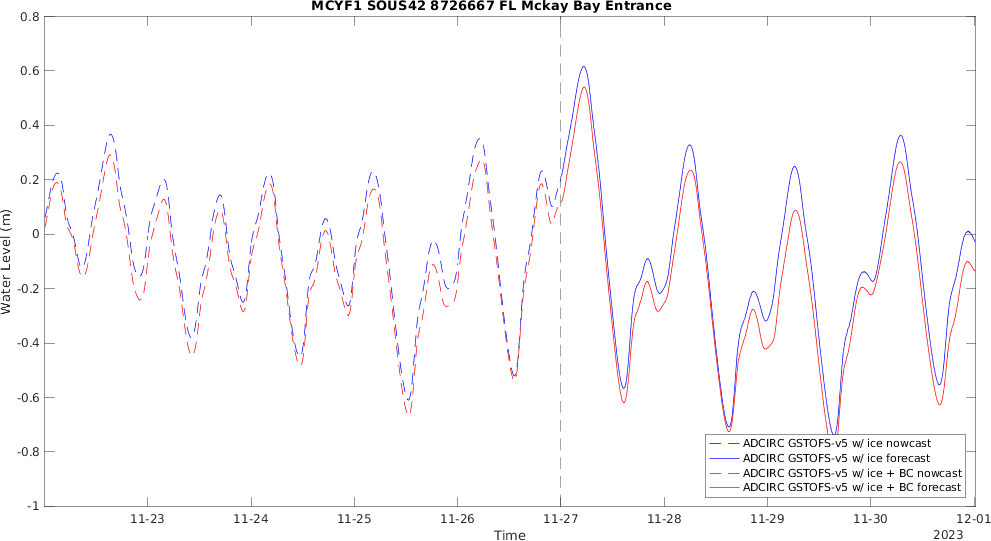 MCYF1 SOUS42 8726667 FL Mckay Bay Entrance
Water Level (m)
0.8
0.6
0.4
0.2
0
-0.2
-0.4
-0.6
-0.8
-1
ADCIRC GSTOFS-v5 w/ ice nowcast
ADCIRC GSTOFS-v5 w/ ice forecast
ADCIRC GSTOFS-v5 w/ ice + BC nowcast
ADCIRC GSTOFS-v5 w/ ice + BC forecast
11-23 11-24 11-25 11-26 11-27 11-28 11-29 11-30 12-01
Time
2023